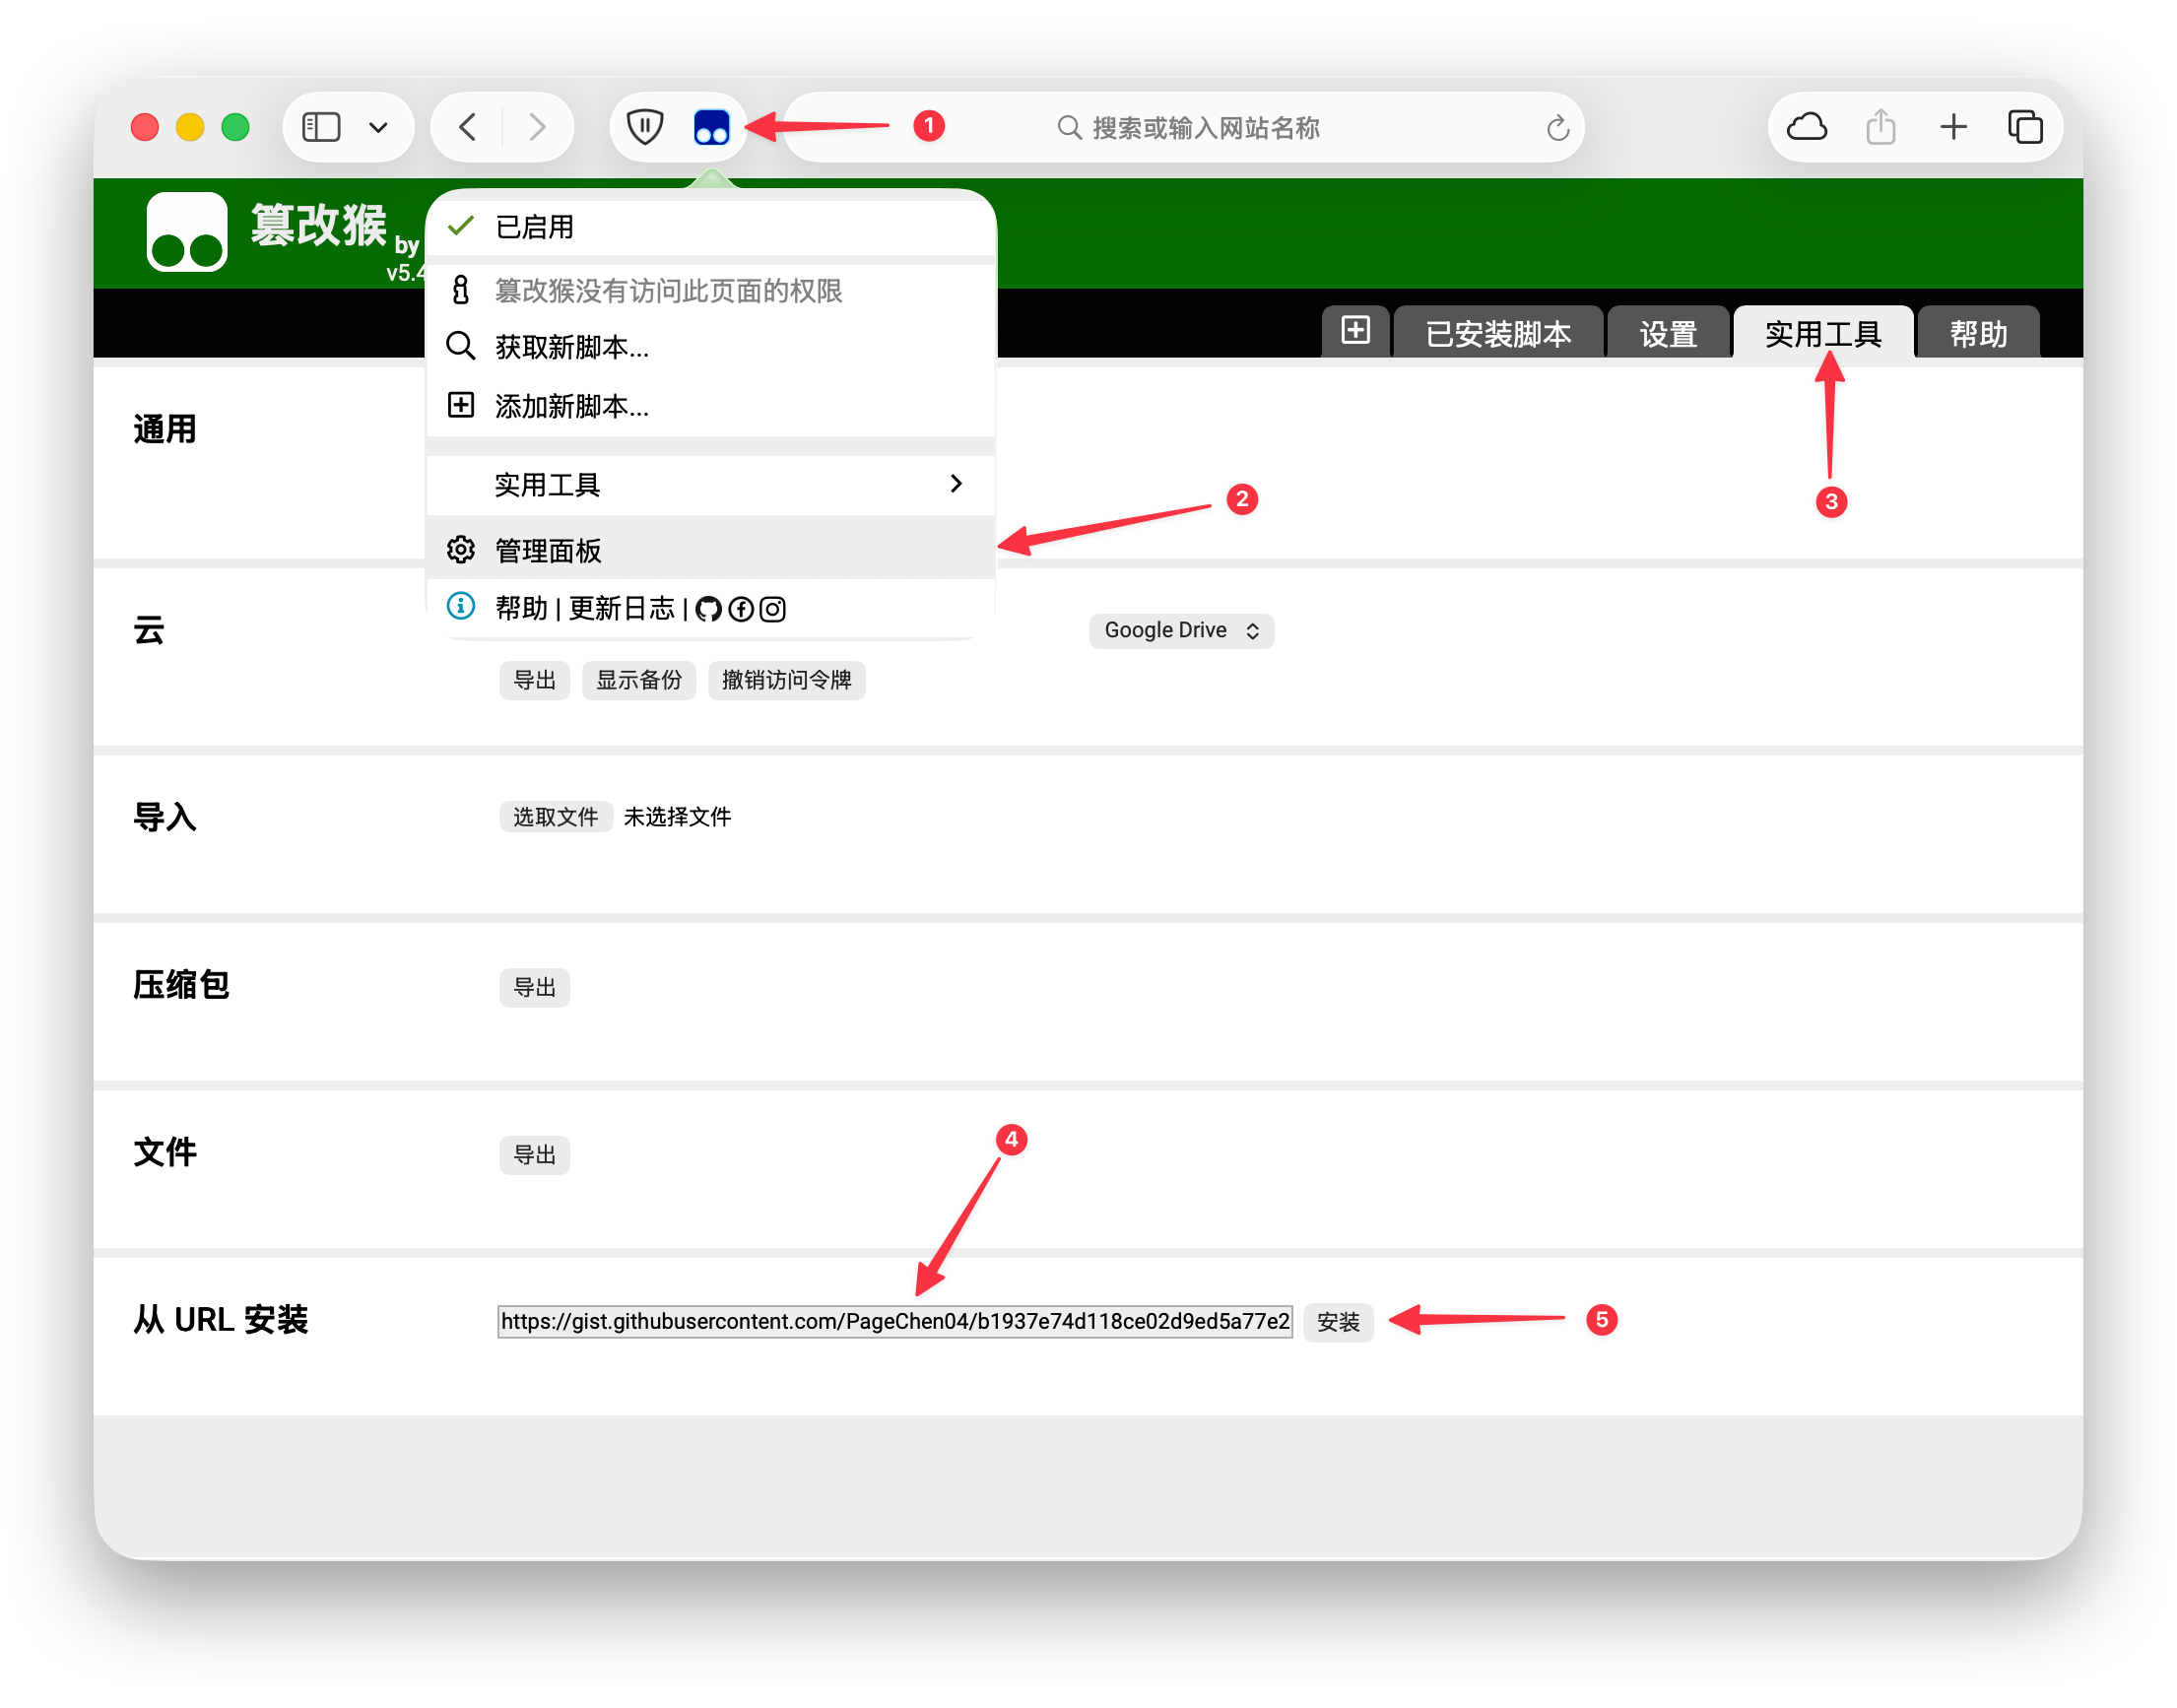 1
搜索或输入网站名称
篡改猴 by
v5.4
已启用
篡改猴没有访问此页面的权限
获取新脚本...
添加新脚本...
实用工具
管理面板
帮助 | 更新日志 |
已安装脚本
设置
实用工具
帮助
2
3
通用
云
Google Drive
导出
显示备份
撤销访问令牌
导入
选取文件 未选择文件
压缩包
导出
文件
导出
4
从 URL 安装
https://gist.githubusercontent.com/PageChen04/b1937e74d118ce02d9ed5a77e2
安装
5